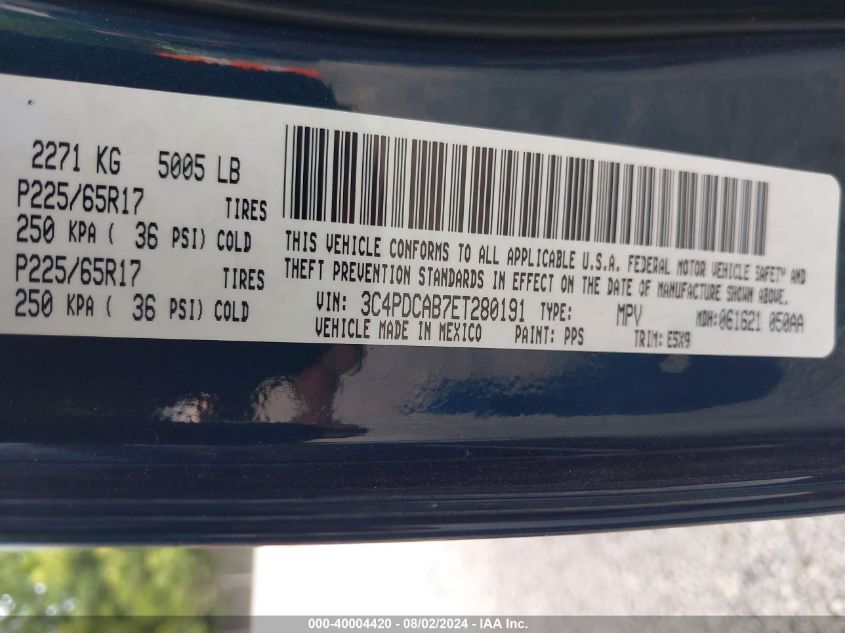 2271 KG 5005 LB
P225/65R17 TIRES
250 KPA ( 36 PSI) COLD
P225/65R17 TIRES
250 KPA ( 36 PSI) COLD
THIS VEHICLE CONFORMS TO ALL APPLICABLE U.S.A. FEDERAL MOTOR VEHICLE SAFETY AND
THEFT PREVENTION STANDARDS IN EFFECT ON THE DATE OF MANUFACTURE SHOWN ABOVE.
VIN: 3C4PDCAB7ET280191 TYPE: MPV MDH:061621 050AA
VEHICLE MADE IN MEXICO PAINT: PPS TRIM: E5X9
000-40004420 - 08/02/2024 - IAA Inc.